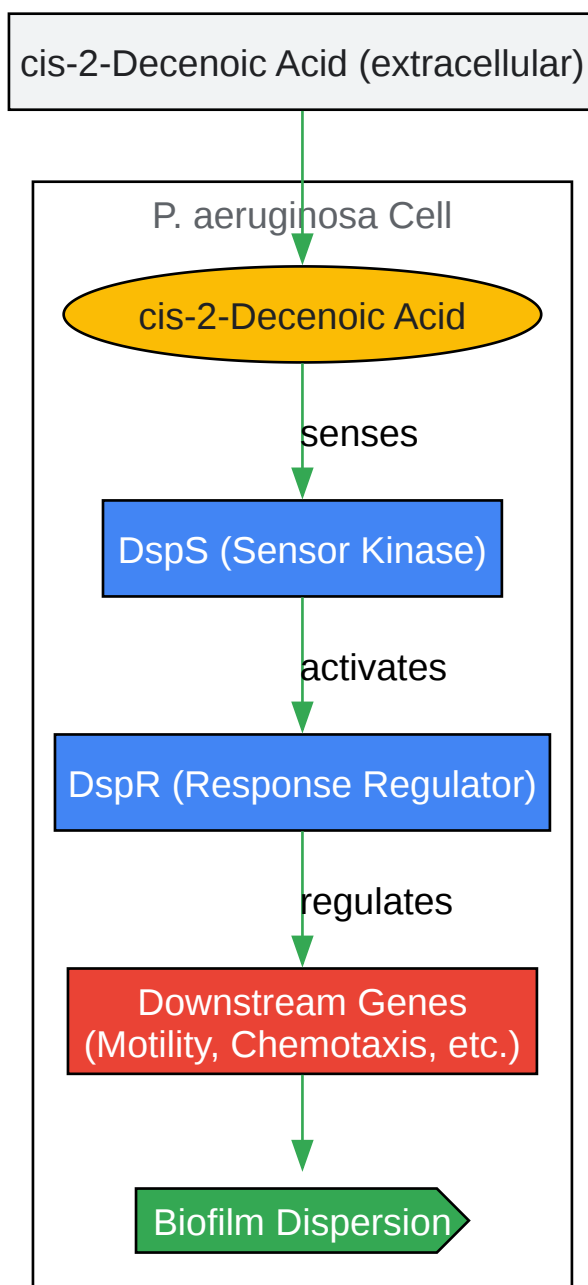 cis-2-Decenoic Acid (extracellular)
P. aeruginosa Cell
cis-2-Decenoic Acid
senses
DspS (Sensor Kinase)
activates
DspR (Response Regulator)
regulates
Downstream Genes
(Motility, Chemotaxis, etc.)
Biofilm Dispersion